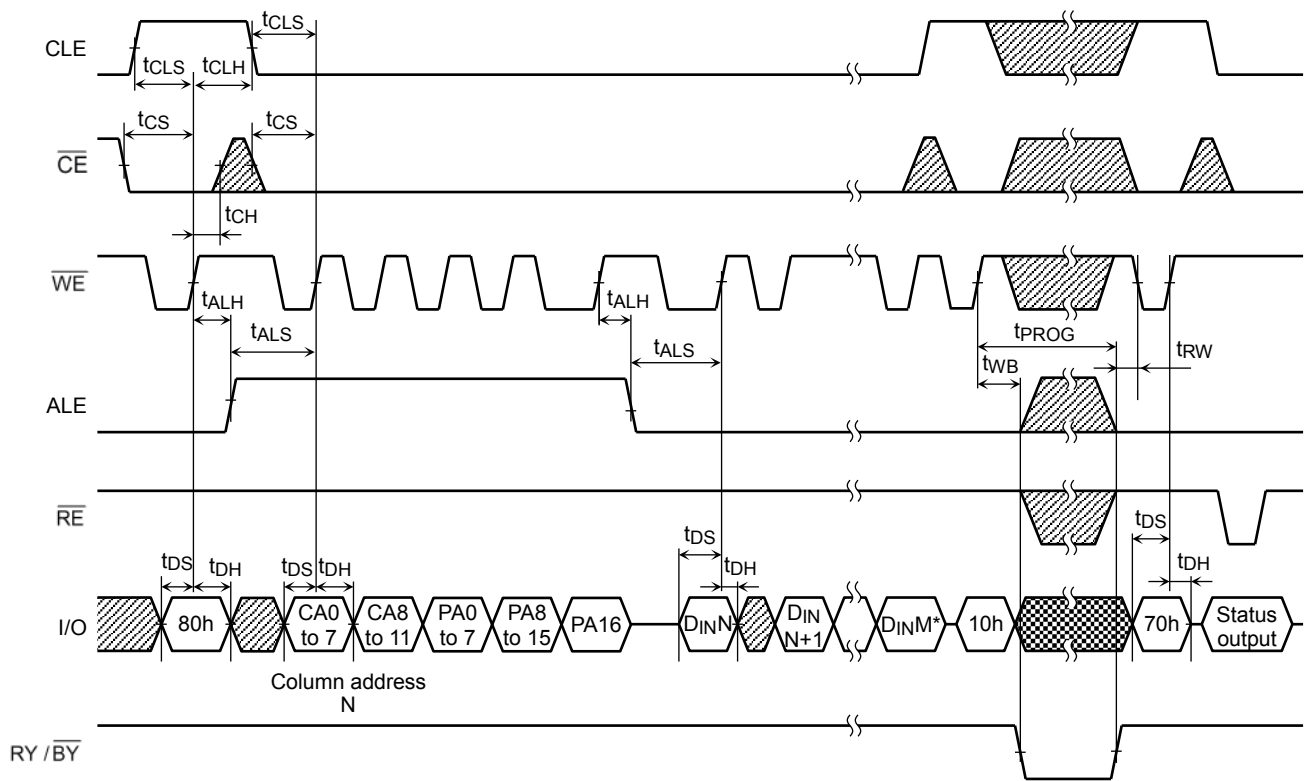 tCLS
CLE
tCLS tCLH
tCS tCS
CE
tCH
WE
tALH tALH
tALS tALS
tPROG
tRW
tWB
ALE
RE
tDS tDH tDS tDH tDS tDH tDS tDH
I/O
80h
CA0
to 7
CA8
to 11
PA0
to 7
PA8
to 15
PA16
DINN
DIN
N+1
DINM*
10h
70h
Status
output
Column address
N
RY / BY